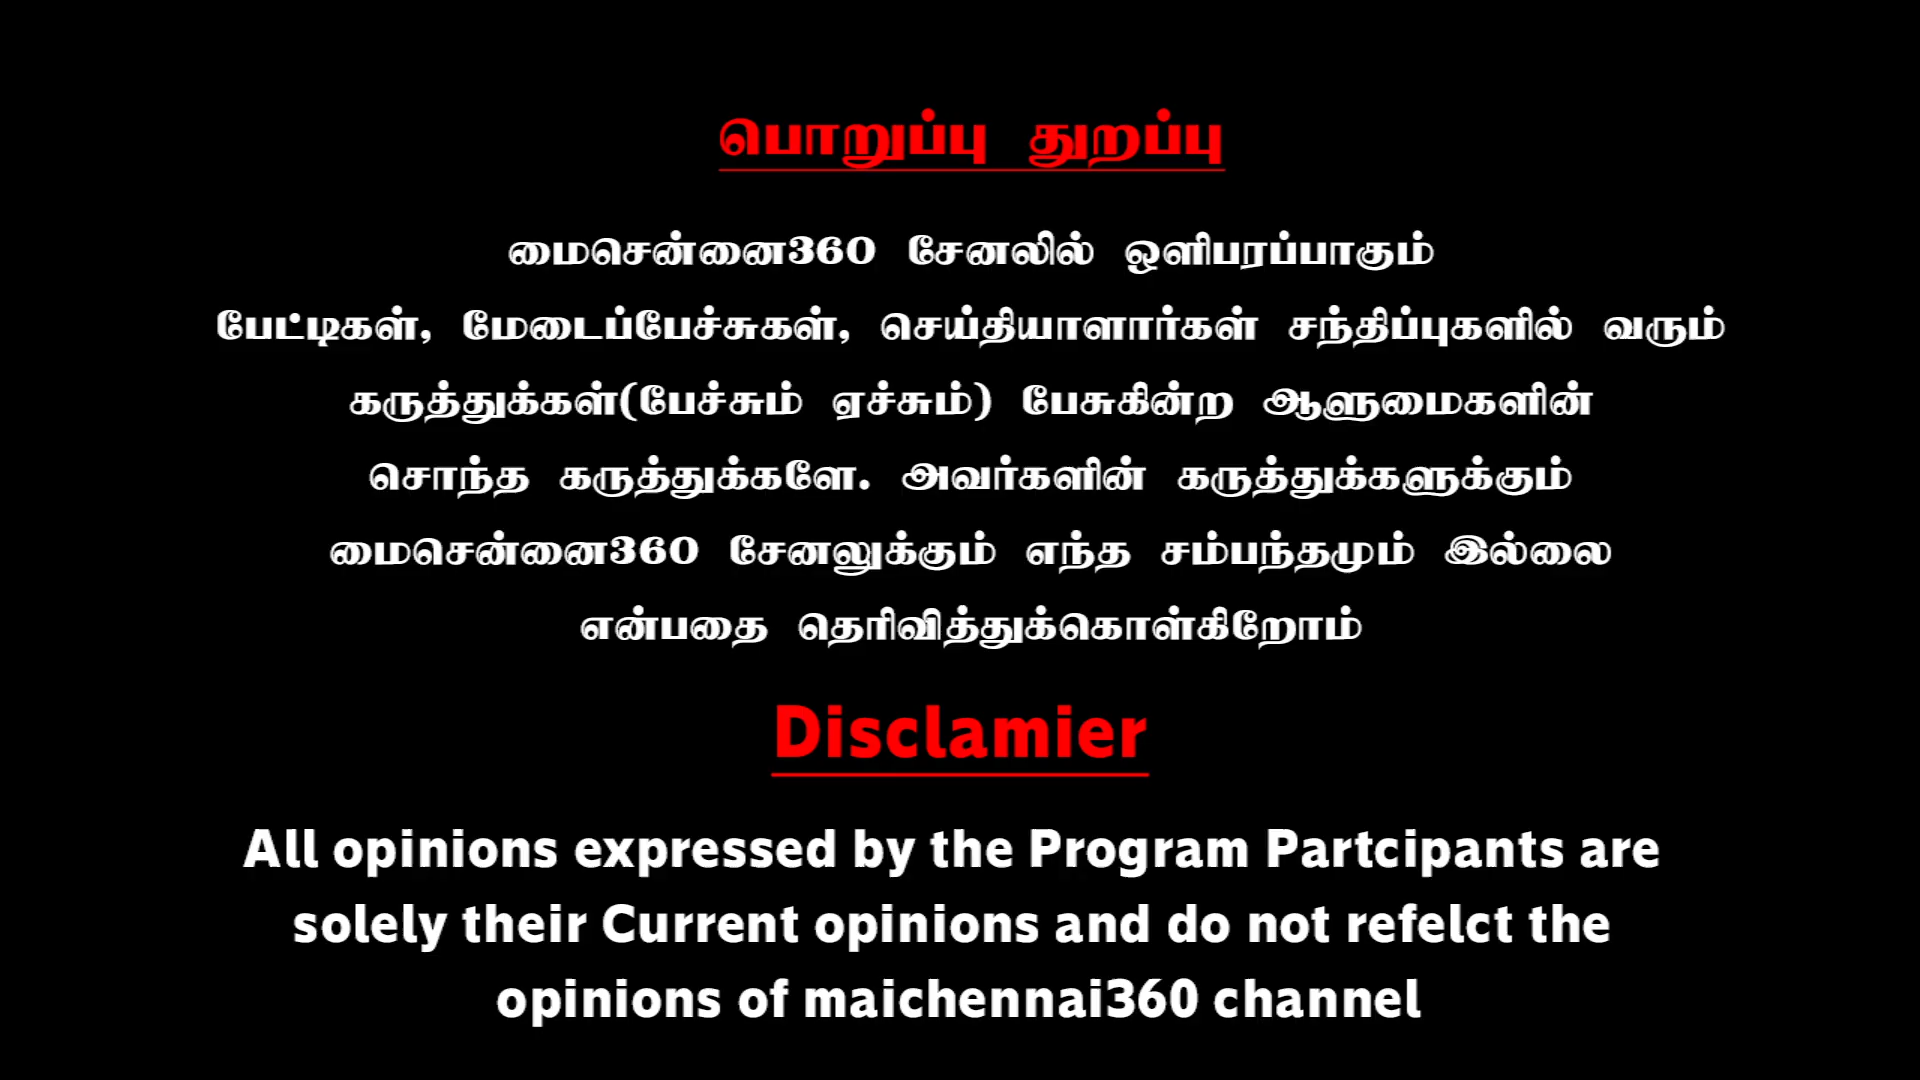 பொறுப்பு துறப்பு
மைசென்னை360 சேனலில் ஒளிபரப்பாகும்
பேட்டிகள், மேடைப்பேச்சுகள், செய்தியாளார்கள் சந்திப்புகளில் வரும்
கருத்துக்கள்(பேச்சும் ஏச்சும்) பேசுகின்ற ஆளுமைகளின்
சொந்த கருத்துக்களே. அவர்களின் கருத்துக்களுக்கும்
மைசென்னை360 சேனலுக்கும் எந்த சம்பந்தமும் இல்லை
என்பதை தெரிவித்துக்கொள்கிறோம்
Disclamier
All opinions expressed by the Program Partcipants are
solely their Current opinions and do not refelct the
opinions of maichennai360 channel